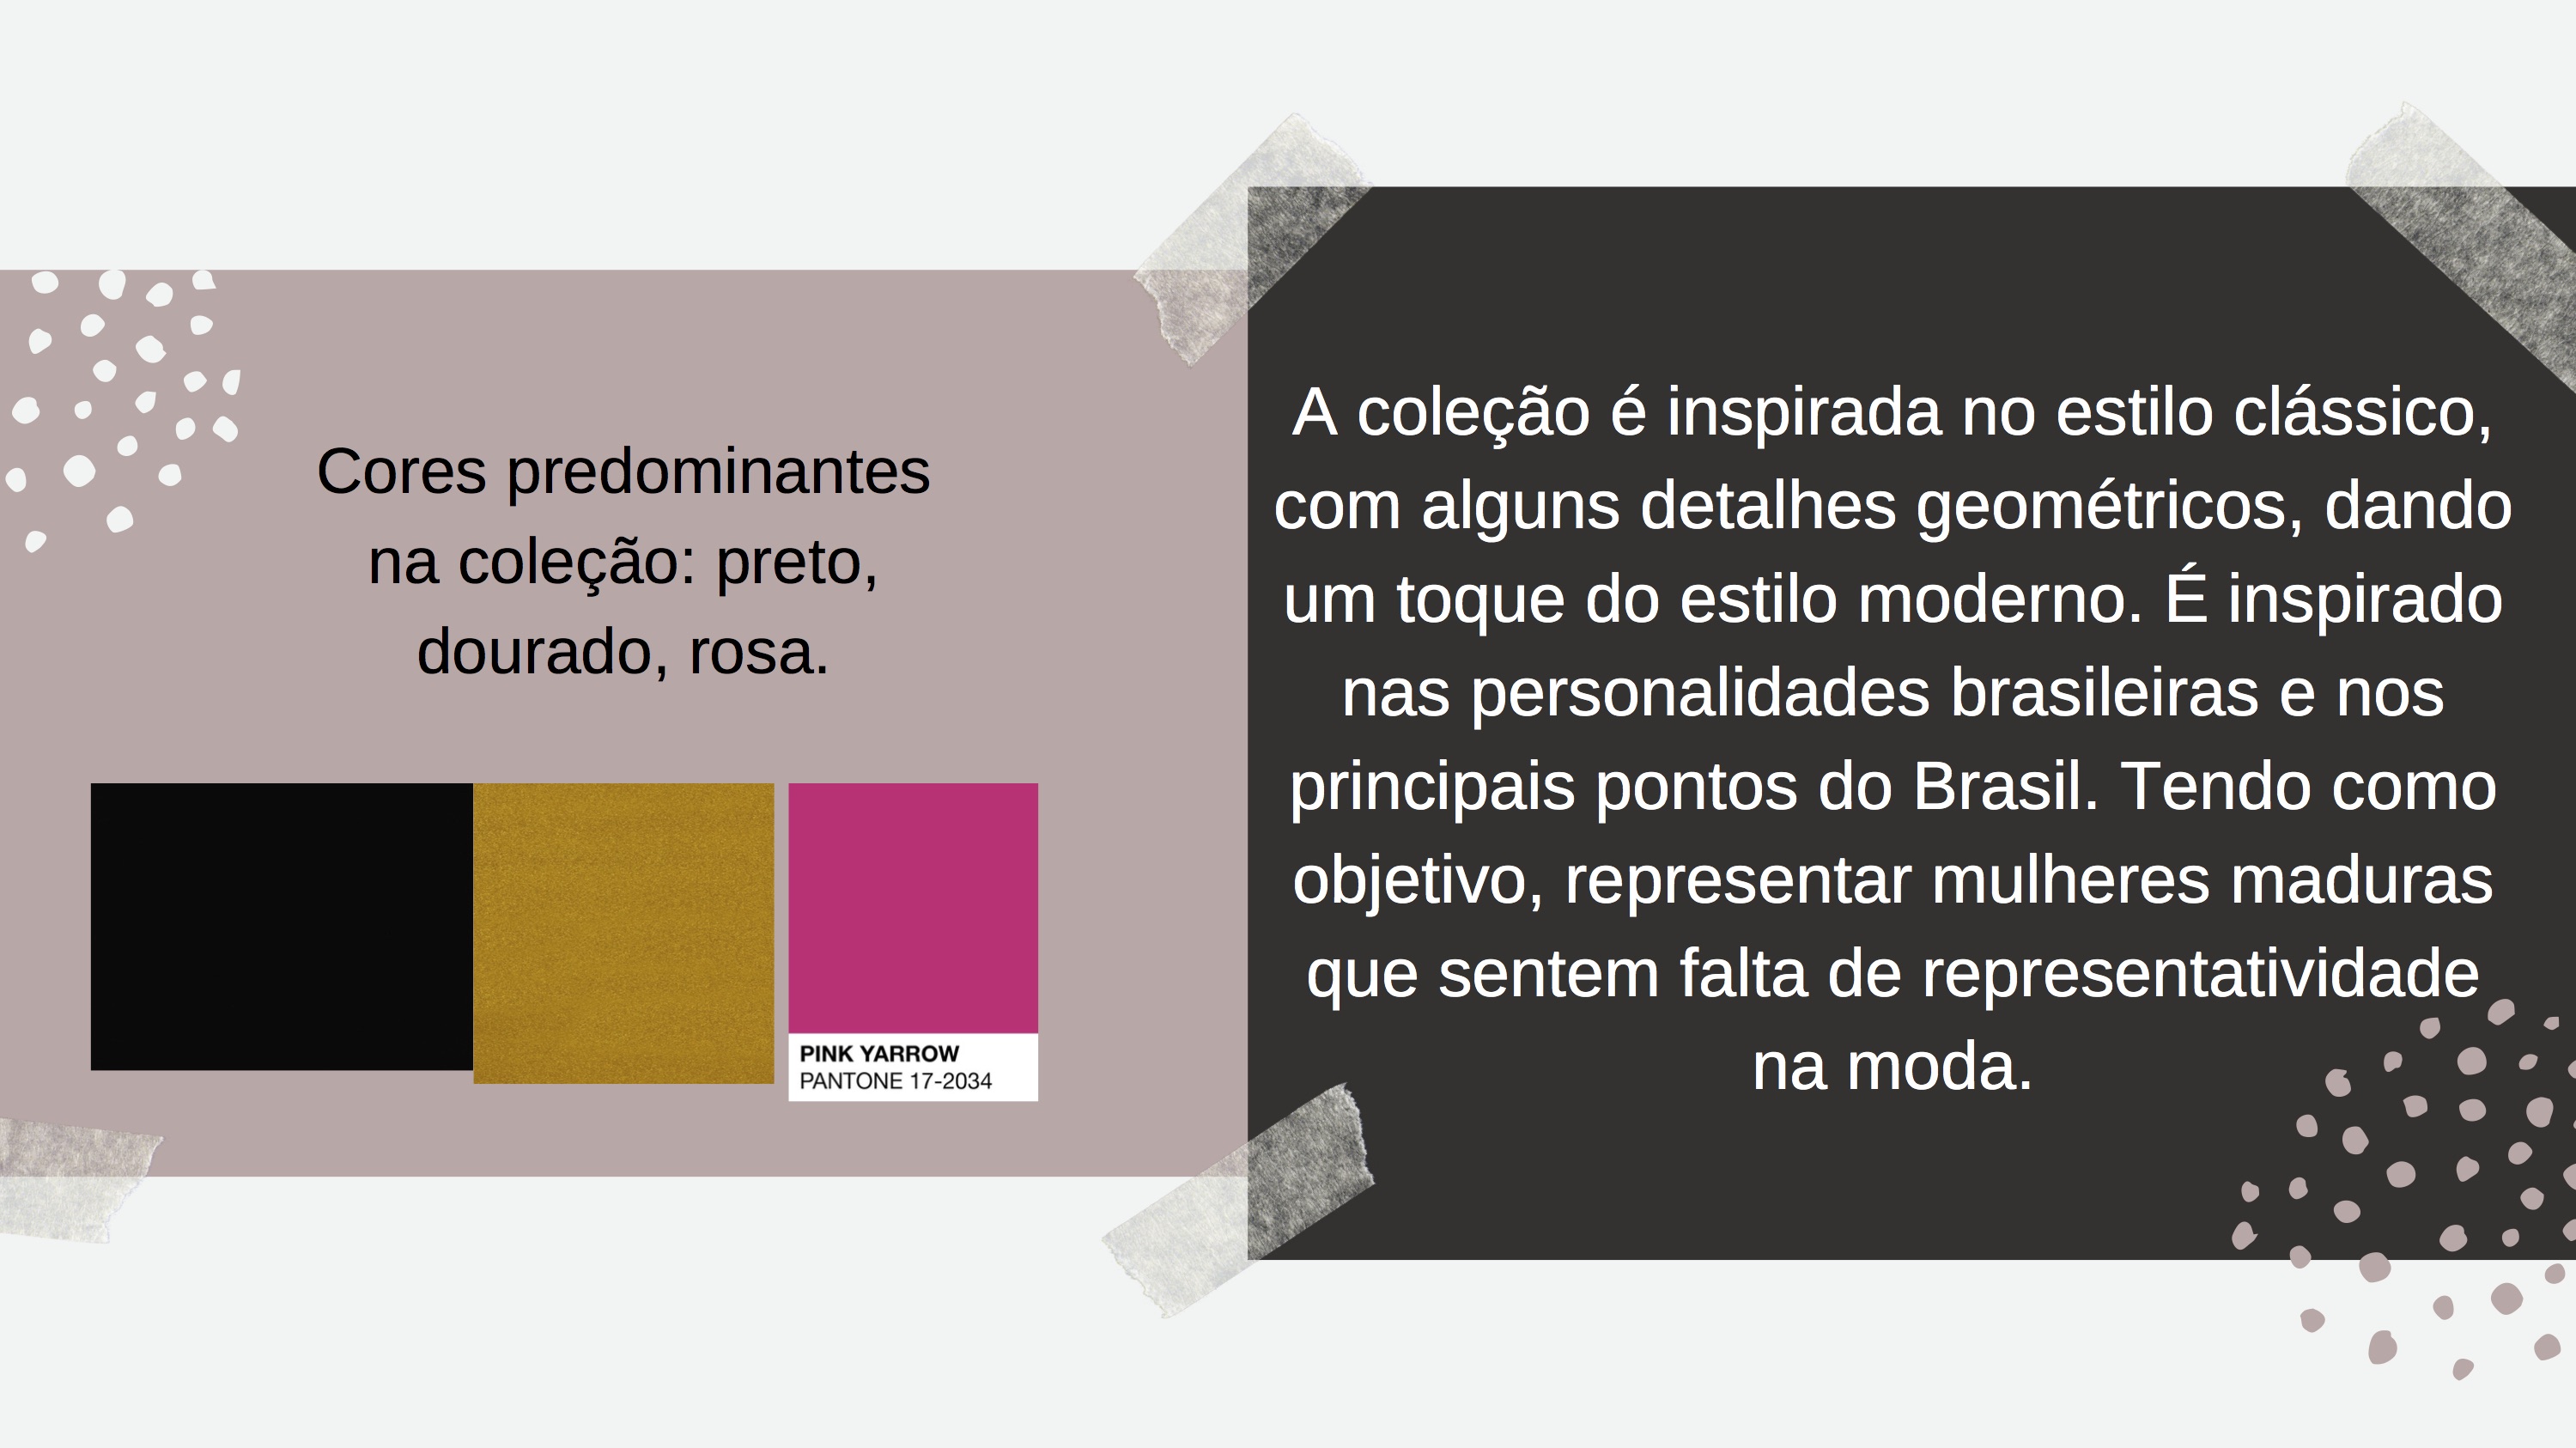 Cores predominantes
na coleção: preto,
dourado, rosa.
PINK YARROW
PANTONE 17-2034
A coleção é inspirada no estilo clássico,
com alguns detalhes geométricos, dando
um toque do estilo moderno. É inspirado
nas personalidades brasileiras e nos
principais pontos do Brasil. Tendo como
objetivo, representar mulheres maduras
que sentem falta de representatividade
na moda.